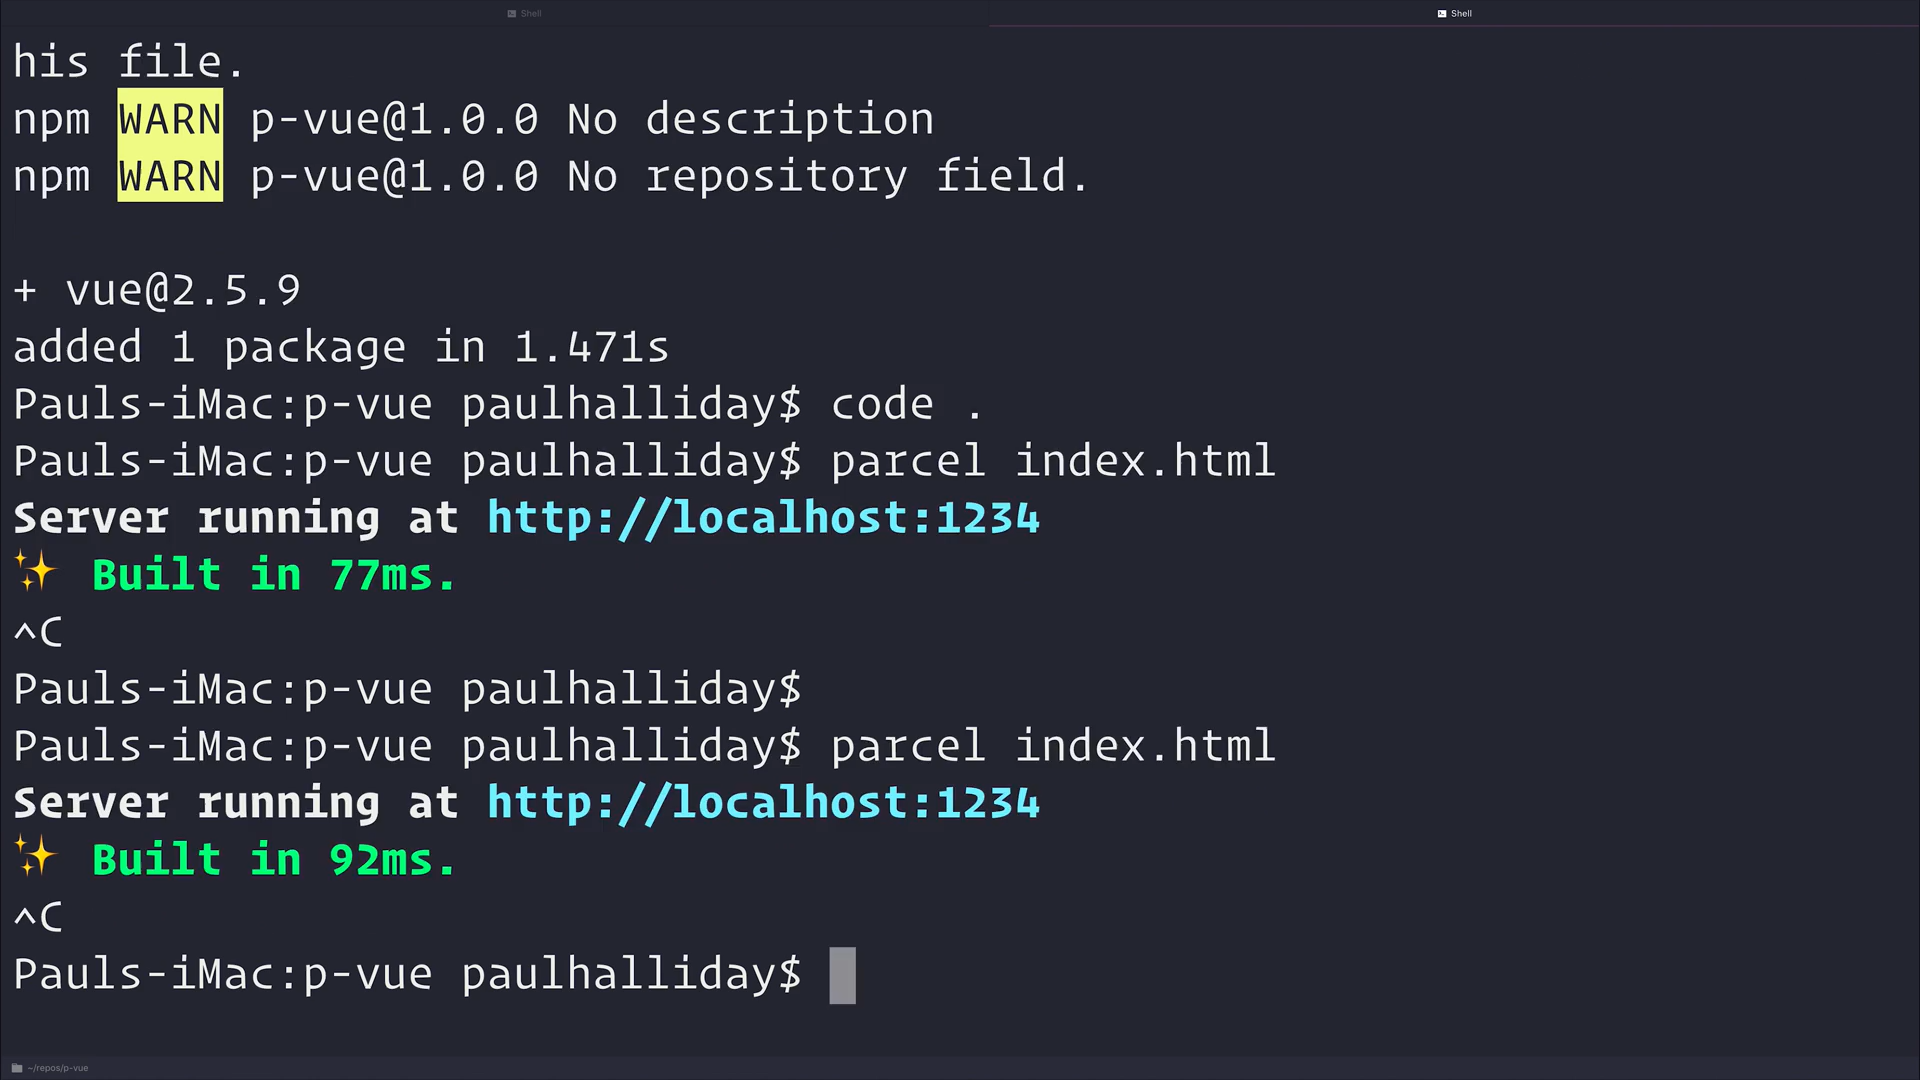 Shell
Shell
his file.
npm WARN p-vue@1.0.0 No description
npm WARN p-vue@1.0.0 No repository field.
+ vue@2.5.9
added 1 package in 1.471s
Pauls-iMac:p-vue paulhalliday$ code .
Pauls-iMac:p-vue paulhalliday$ parcel index.html
Server running at http://localhost:1234
✨ Built in 77ms.
^C
Pauls-iMac:p-vue paulhalliday$
Pauls-iMac:p-vue paulhalliday$ parcel index.html
Server running at http://localhost:1234
✨ Built in 92ms.
^C
Pauls-iMac:p-vue paulhalliday$
~/repos/p-vue